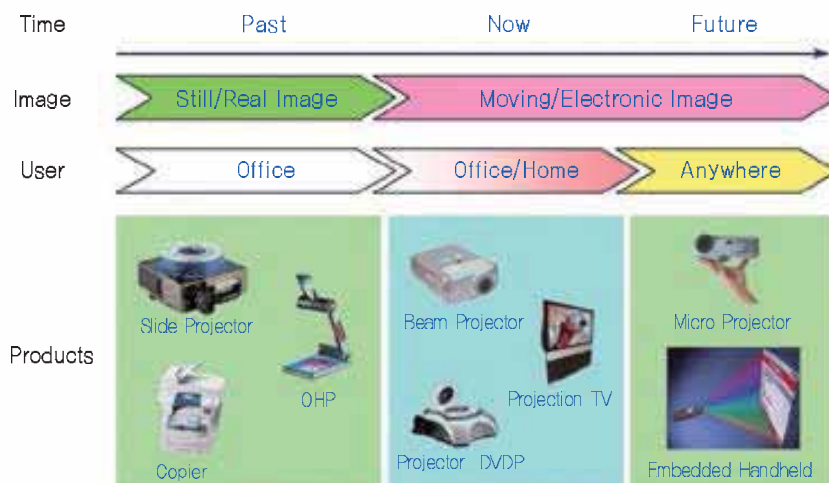 Time Past Now Future
Image Still/Real Image Moving/Electronic Image
User Office Office/Home Anywhere
Products
Slide Projector
OHP
Copier
Beam Projector
Projection TV
Projector DVDP
Micro Projector
Embedded Handheld